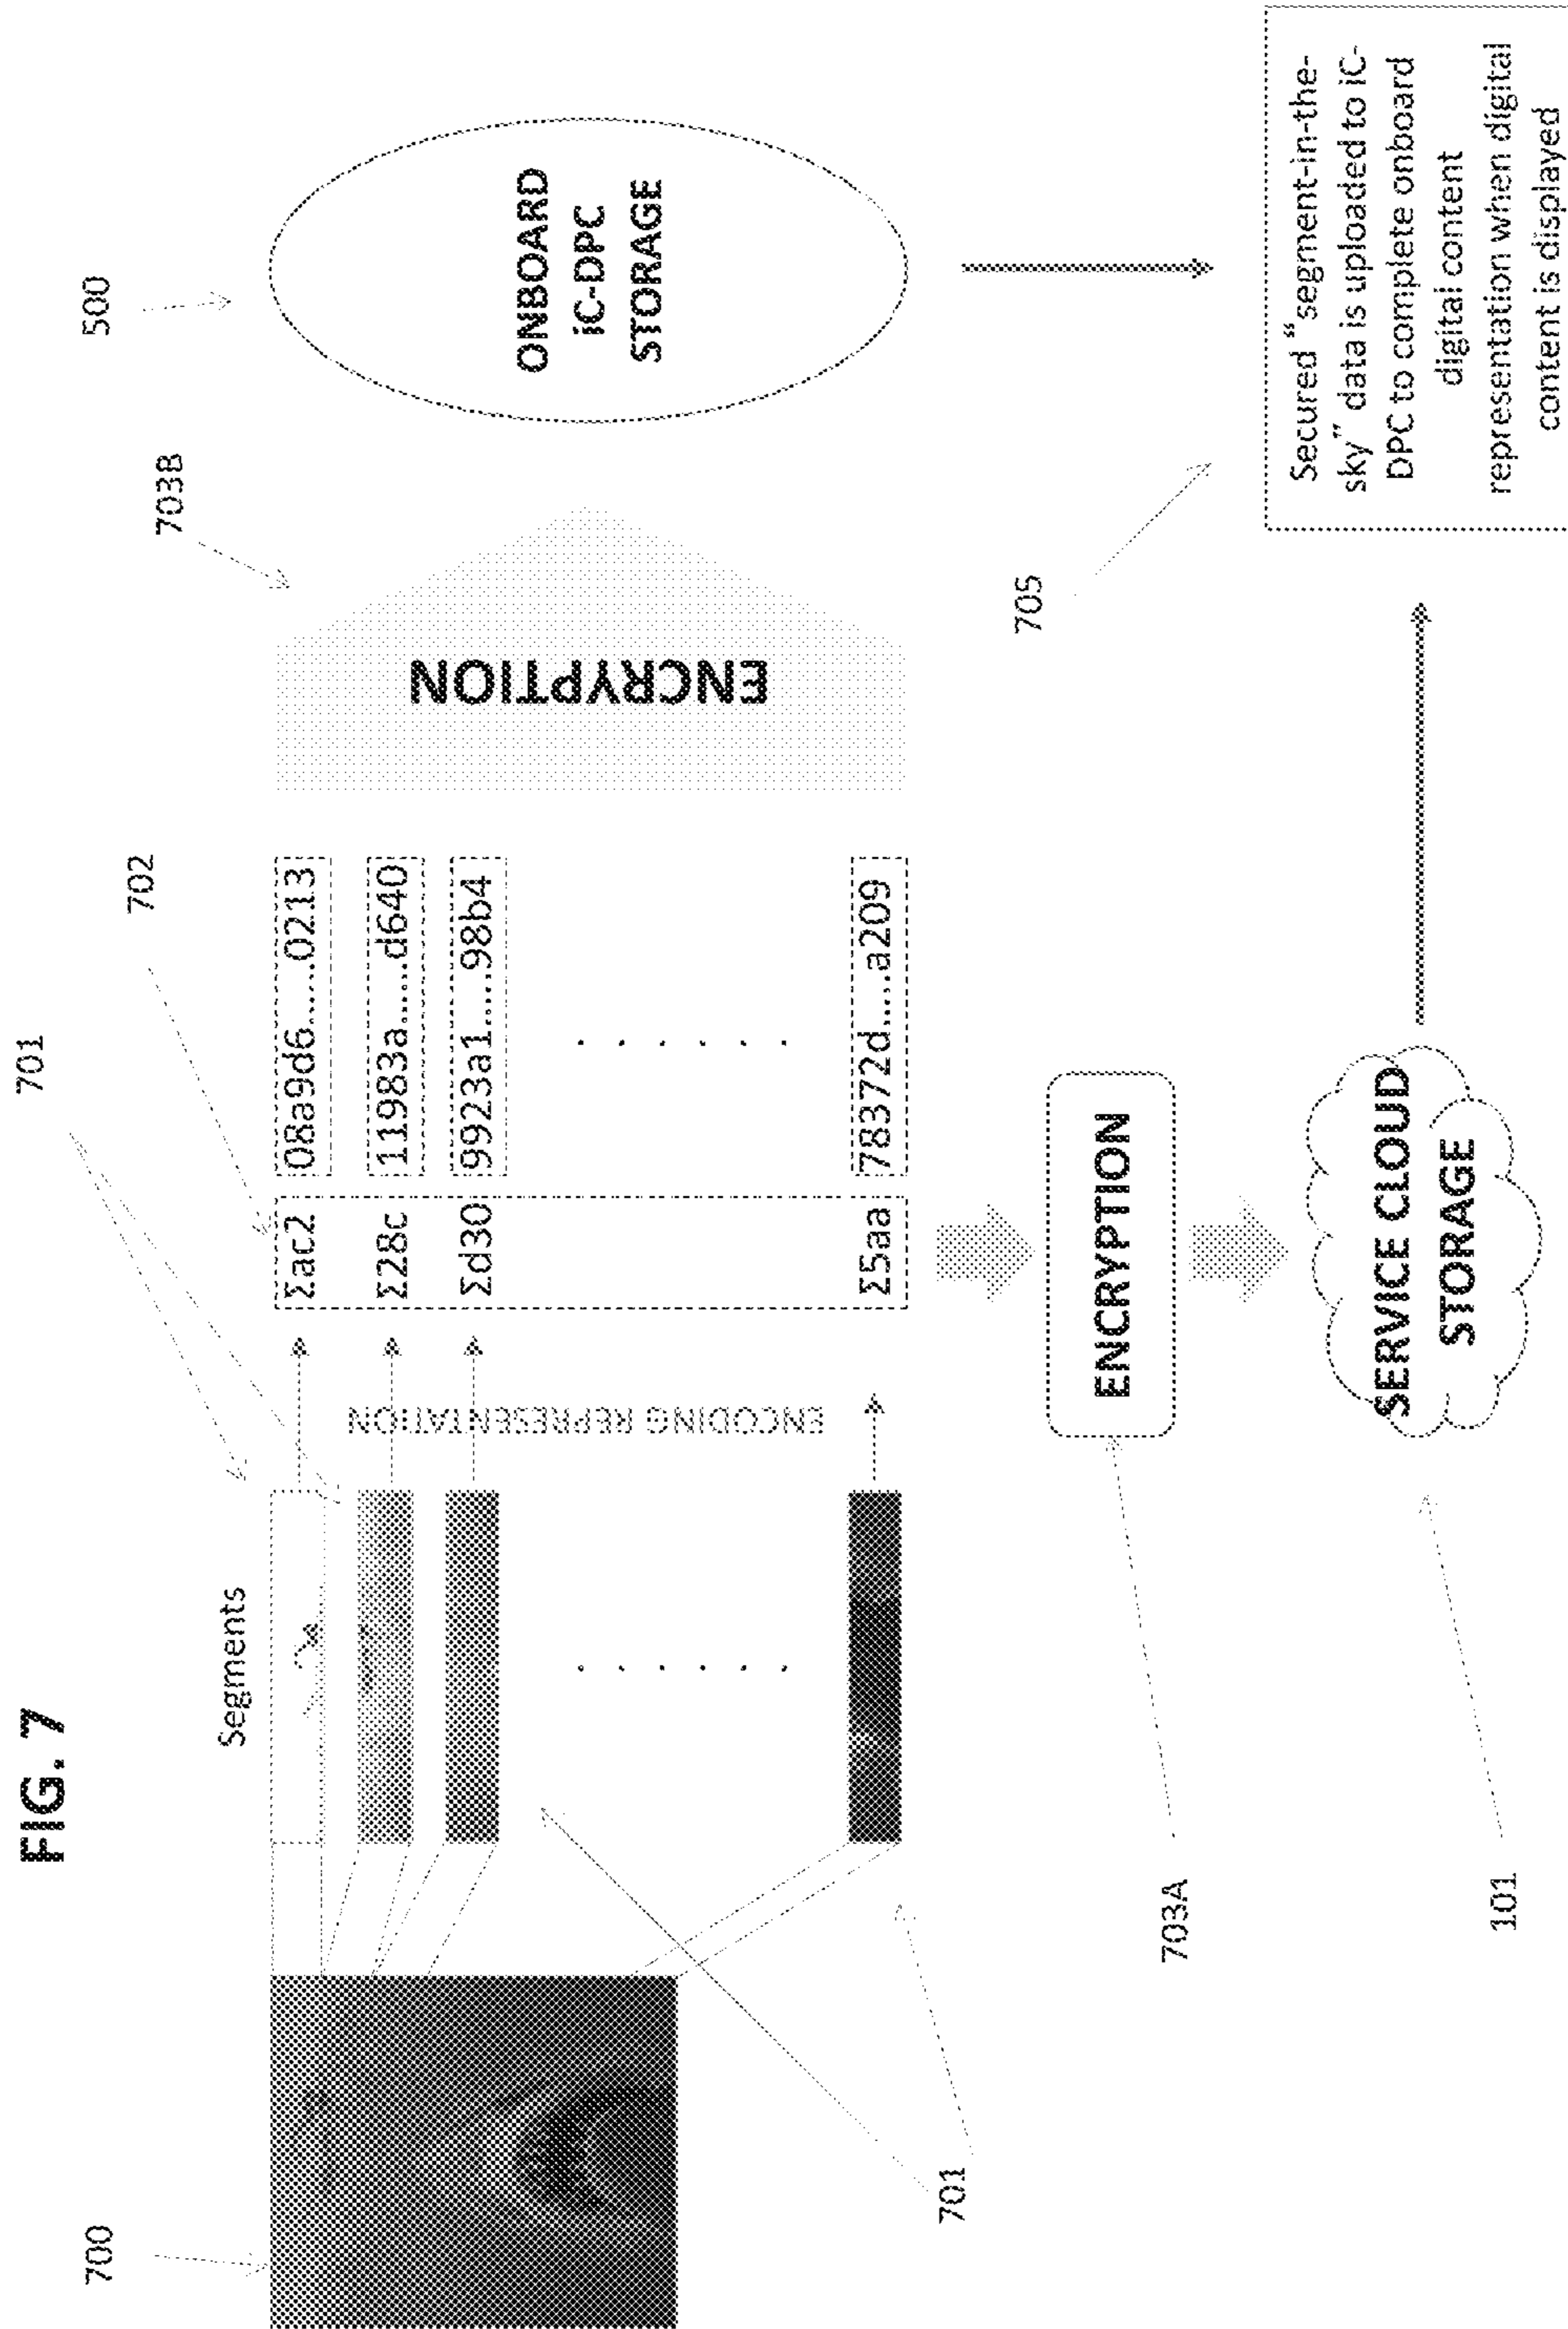 FIG. 7
700
701
Segments
ENCODING REPRESENTATION
702
Σac2 08a9d6.....0213
Σ28c 11983a.....d640
Σd30 9923a1....98b4
Σ5aa 78372d....a209
703B
ENCRYPTION
500
ONBOARD
iC-DPC
STORAGE
701
703A
ENCRYPTION
101
SERVICE CLOUD
STORAGE
705
Secured “segment-in-the-
sky” data is uploaded to iC-
DPC to complete onboard
digital content
representation when digital
content is displayed